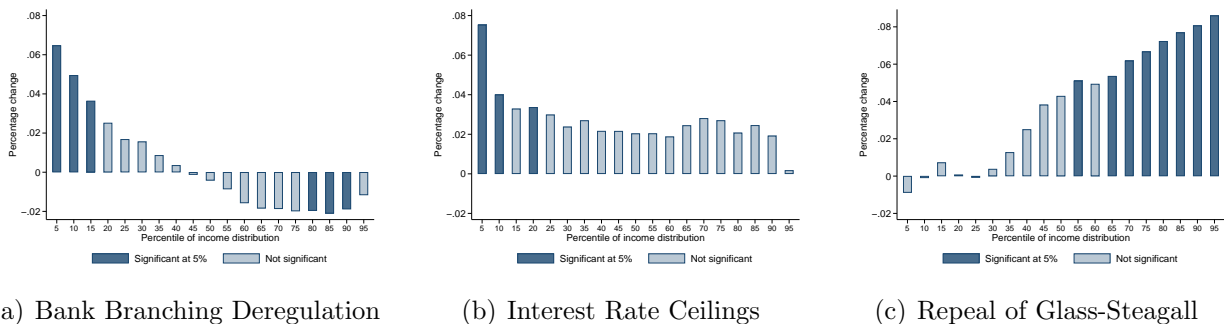 .08
.06
.04
.02
0
-.02
Percentage change
5 10 15 20 25 30 35 40 45 50 55 60 65 70 75 80 85 90 95
Percentile of income distribution
Significant at 5% Not significant
a) Bank Branching Deregulation
.08
.06
.04
.02
0
-.02
Percentage change
5 10 15 20 25 30 35 40 45 50 55 60 65 70 75 80 85 90 95
Percentile of income distribution
Significant at 5% Not significant
(b) Interest Rate Ceilings
.08
.06
.04
.02
0
-.02
Percentage change
5 10 15 20 25 30 35 40 45 50 55 60 65 70 75 80 85 90 95
Percentile of income distribution
Significant at 5% Not significant
(c) Repeal of Glass-Steagall